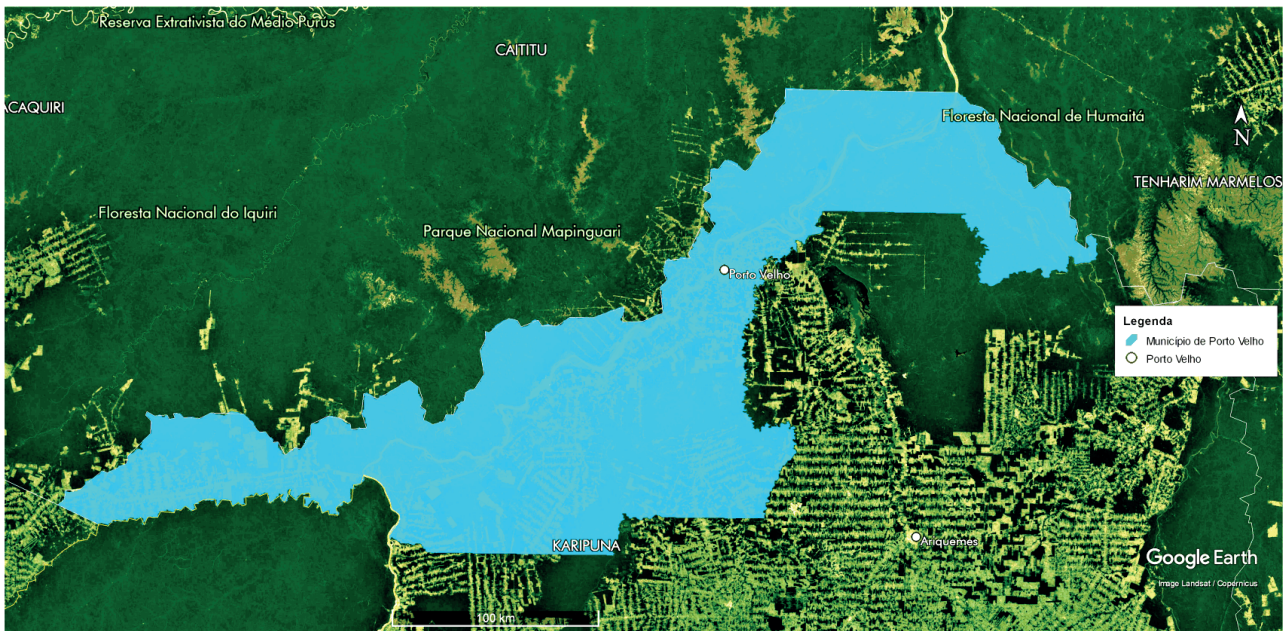 Reserva Extrativista do Médio Purus
CAITITU
ACAQUIRI
Floresta Nacional de Humaitá
N
TENHARIM MARMELOS
Floresta Nacional do Iquiri
Parque Nacional Mapinguari
Porto Velho
Legenda
Município de Porto Velho
Porto Velho
KARIPUNA
Ariquemes
Google Earth
Image Landsat / Copernicus
100 km